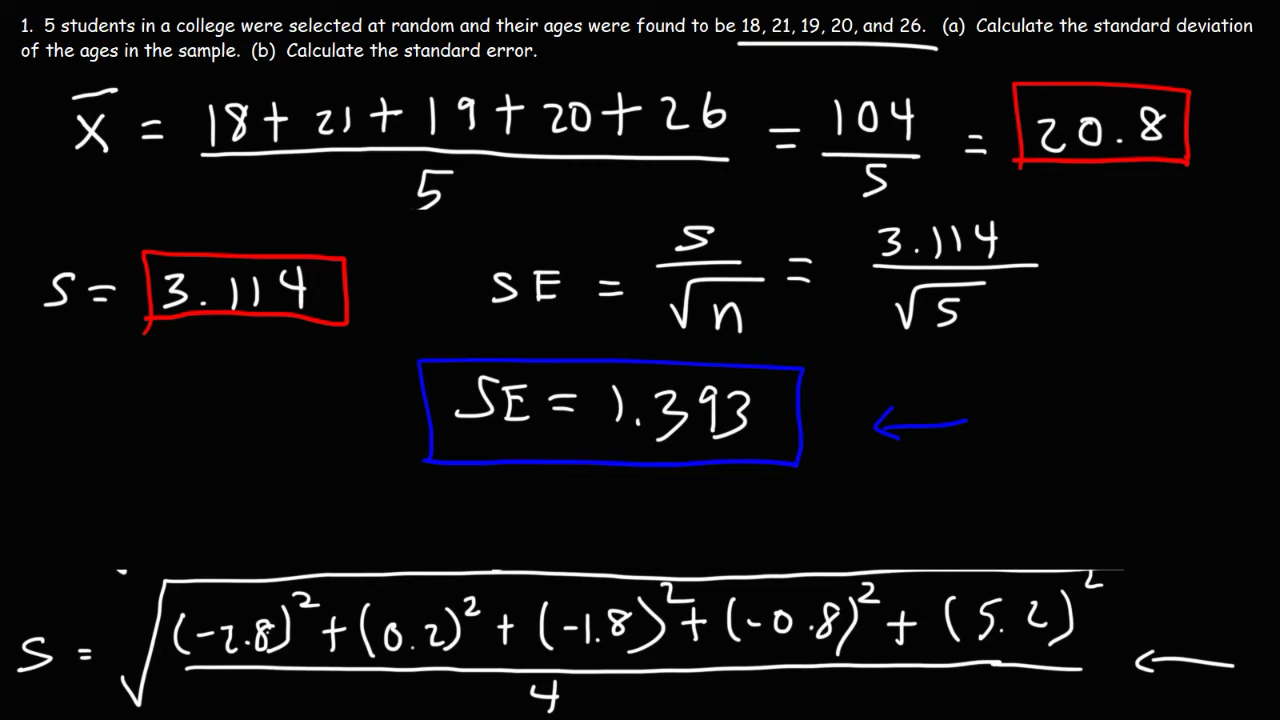 1. 5 students in a college were selected at random and their ages were found to be 18, 21, 19, 20, and 26. (a) Calculate the standard deviation
of the ages in the sample. (b) Calculate the standard error.
x̄ = (18 + 21 + 19 + 20 + 26)/5 = 104/5 = 20.8
S = 3.114 SE = s/√n = 3.114/√5
SE = 1.393 ←
S = √(((-2.8)² + (0.2)² + (-1.8)² + (-0.8)² + (5.2)²)/4) ←